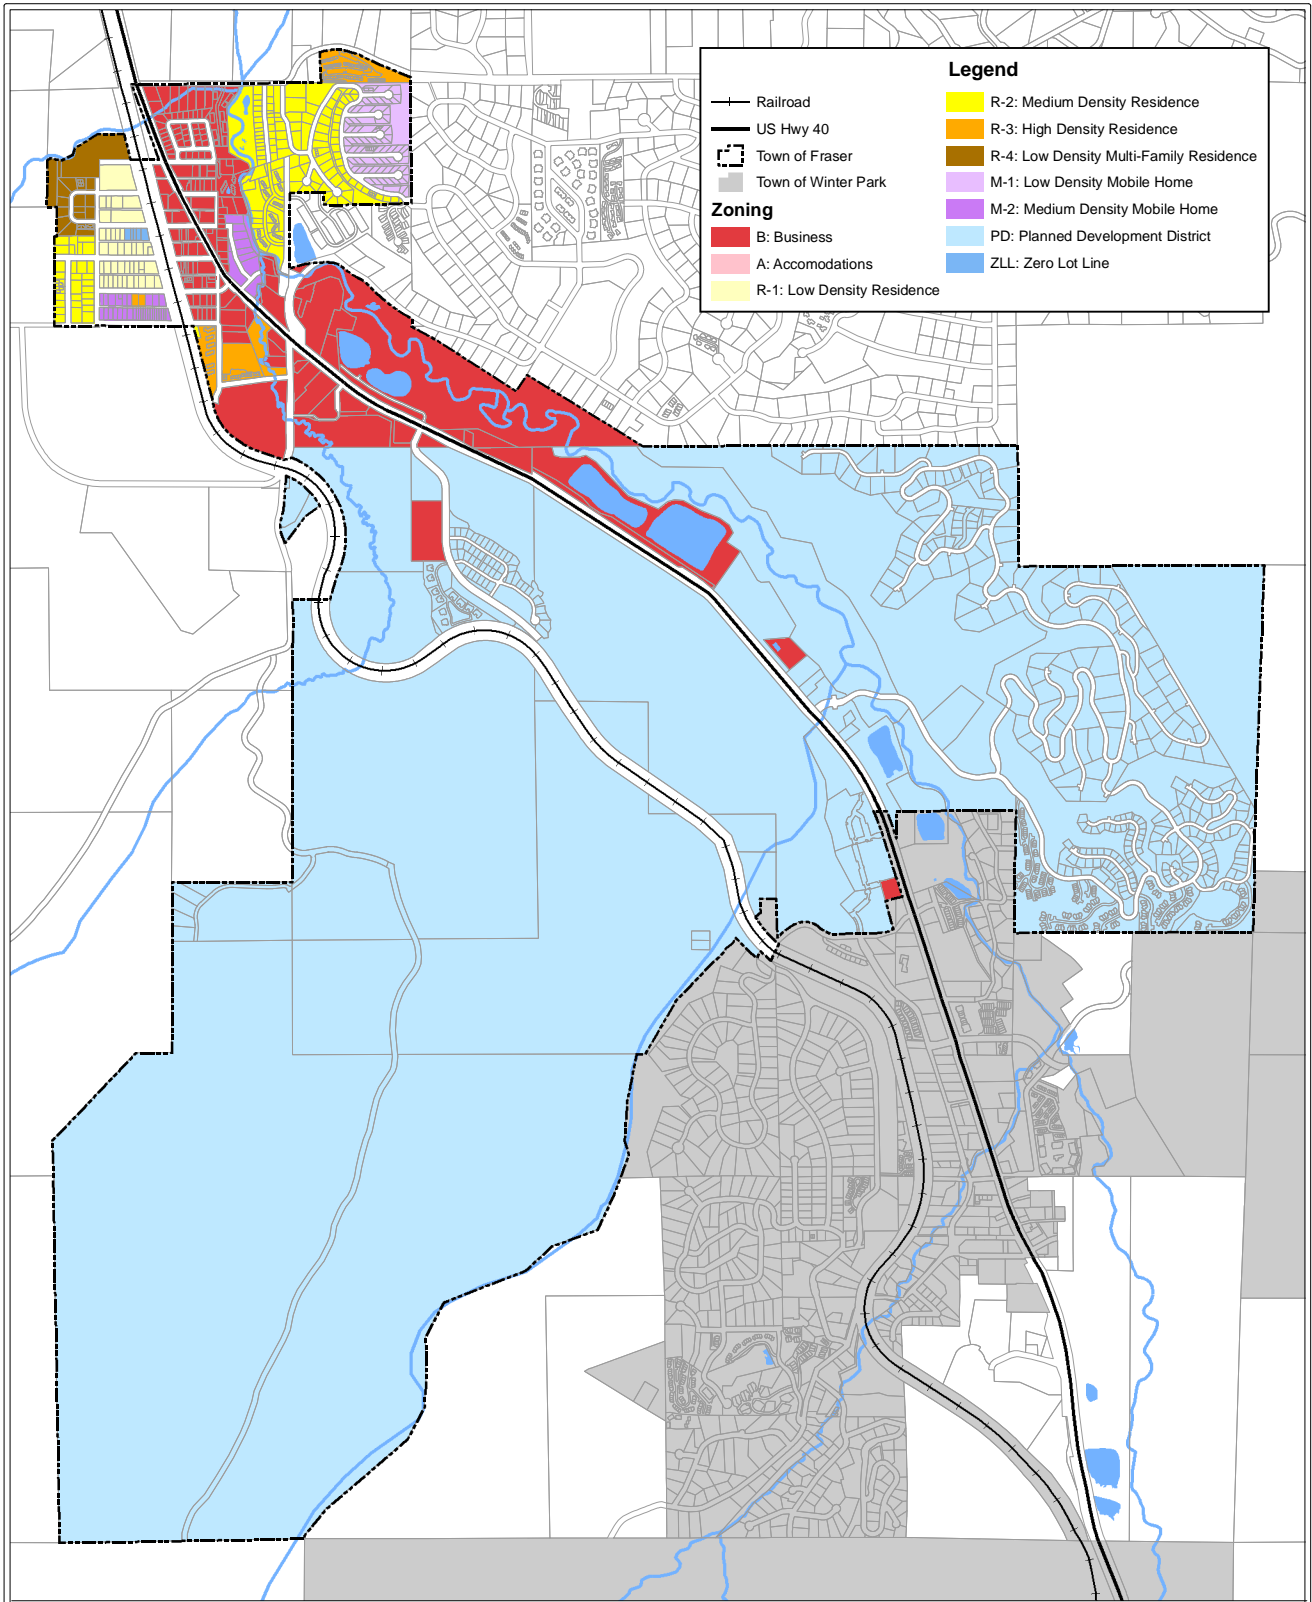 Legend
Railroad
US Hwy 40
Town of Fraser
Town of Winter Park
Zoning
B: Business
A: Accomodations
R-1: Low Density Residence
R-2: Medium Density Residence
R-3: High Density Residence
R-4: Low Density Multi-Family Residence
M-1: Low Density Mobile Home
M-2: Medium Density Mobile Home
PD: Planned Development District
ZLL: Zero Lot Line